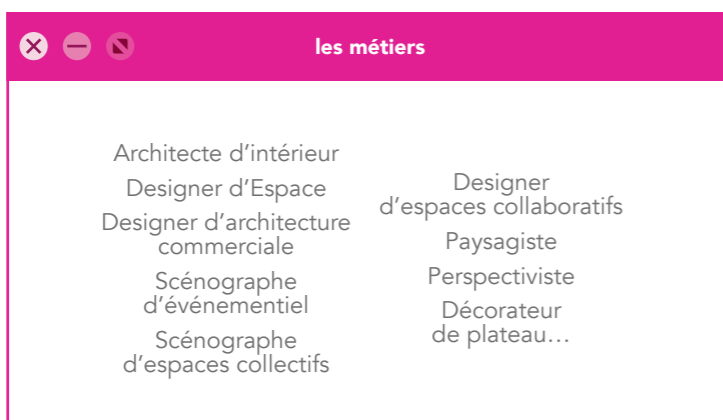 les métiers
Architecte d’intérieur
Designer d’Espace
Designer d’architecture
commerciale
Scénographe
d’événementiel
Scénographe
d’espaces collectifs
Designer
d’espaces collaboratifs
Paysagiste
Perspectiviste
Décorateur
de plateau…